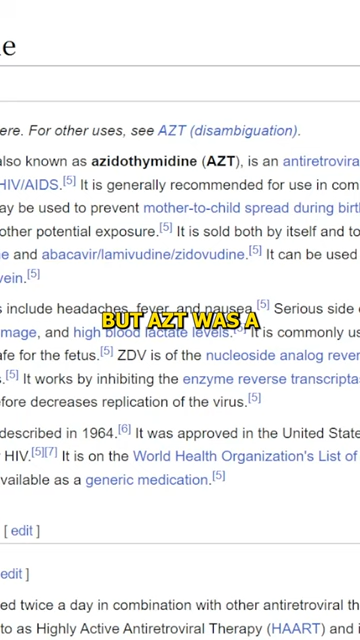 e
ere. For other uses, see AZT (disambiguation).
also known as azidothymidine (AZT), is an antiretrovira
HIV/AIDS.[5] It is generally recommended for use in com
ay be used to prevent mother-to-child spread during birt
other potential exposure.[5] It is sold both by itself and to
e and abacavir/lamivudine/zidovudine.[5] It can be used
vein.[5]
s include headaches, fever, and nausea.[5] Serious side
BUT AZT WAS A
mage, and high blood lactate levels.[5] It is commonly us
afe for the fetus.[5] ZDV is of the nucleoside analog rever
s.[5] It works by inhibiting the enzyme reverse transcripta
efore decreases replication of the virus.[5]
described in 1964.[6] It was approved in the United State
HIV.[5][7] It is on the World Health Organization's List of
vailable as a generic medication.[5]
[ edit ]
edit ]
ed twice a day in combination with other antiretroviral th
to as Highly Active Antiretroviral Therapy (HAART) and i